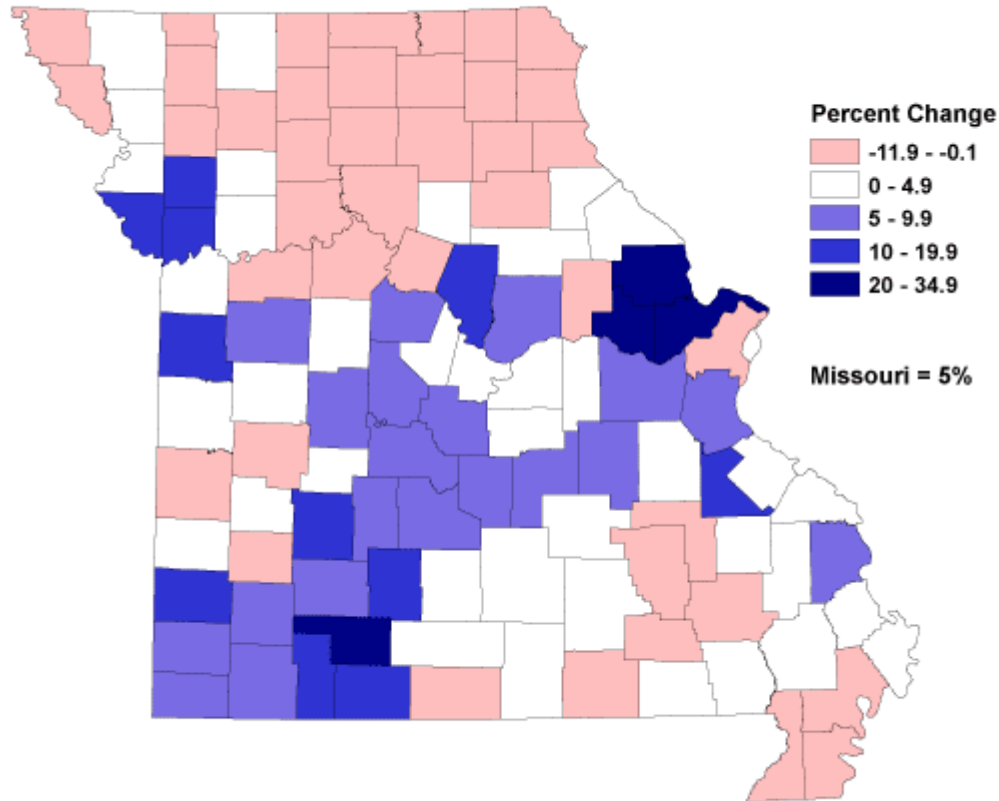 Percent Change
-11.9 - -0.1
0 - 4.9
5 - 9.9
10 - 19.9
20 - 34.9
Missouri = 5%